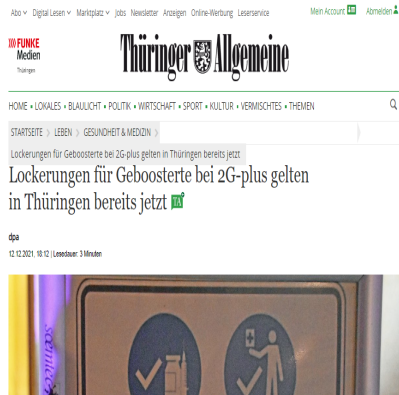 Abo Digital Lesen Marktplatz Jobs Newsletter Anzeigen Online-Werbung Leserservice Mein Account Abmelden
FUNKE
Medien
Thüringen
Thüringer Allgemeine
HOME • LOKALES • BLAULICHT • POLITIK • WIRTSCHAFT • SPORT • KULTUR • VERMISCHTES • THEMEN
STARTSEITE LEBEN GESUNDHEIT & MEDIZIN
Lockerungen für Geboosterte bei 2G-plus gelten in Thüringen bereits jetzt
Lockerungen für Geboosterte bei 2G-plus gelten
in Thüringen bereits jetzt TA
dpa
12.12.2021, 18:12 | Lesedauer: 3 Minuten